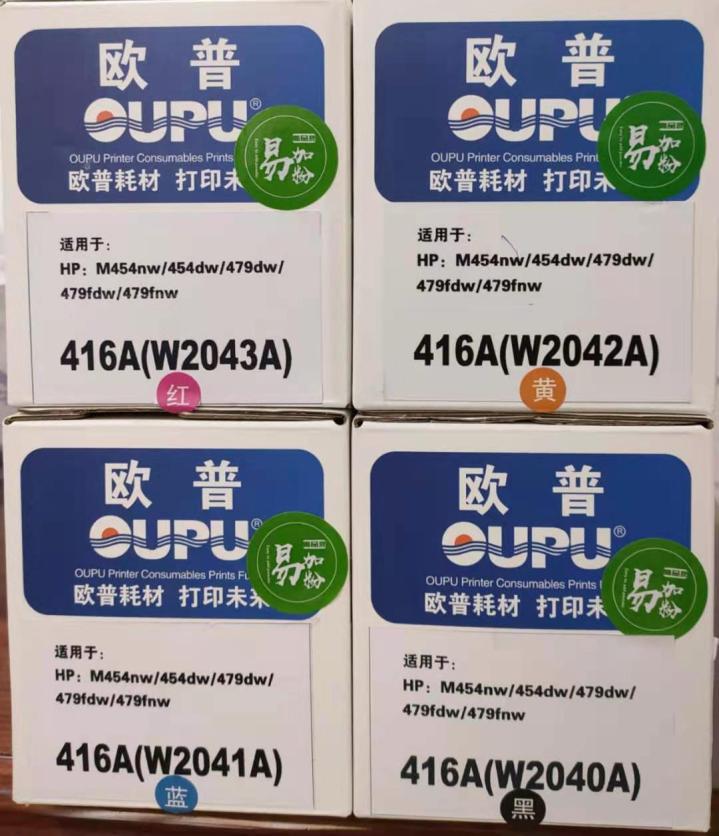 欧普
OUPU®
OUPU Printer Consumables Prints
欧普耗材 打印未
易加粉
适用于:
HP: M454nw/454dw/479dw/
479fdw/479fnw
416A(W2043A)
红
欧普
OUPU
OUPU Printer Consumables Prints
欧普耗材 打印未
易加粉
适用于:
HP: M454nw/454dw/479dw/
479fdw/479fnw
416A(W2042A)
黄
欧普
OUPU®
OUPU Printer Consumables Prints Fu
欧普耗材 打印未来
易加粉
适用于:
HP: M454nw/454dw/479dw/
479fdw/479fnw
416A(W2041A)
蓝
欧普
OUPU®
OUPU Printer Consumables Prints
欧普耗材 打印未
易加粉
适用于:
HP: M454nw/454dw/479dw/
479fdw/479fnw
416A(W2040A)
黑